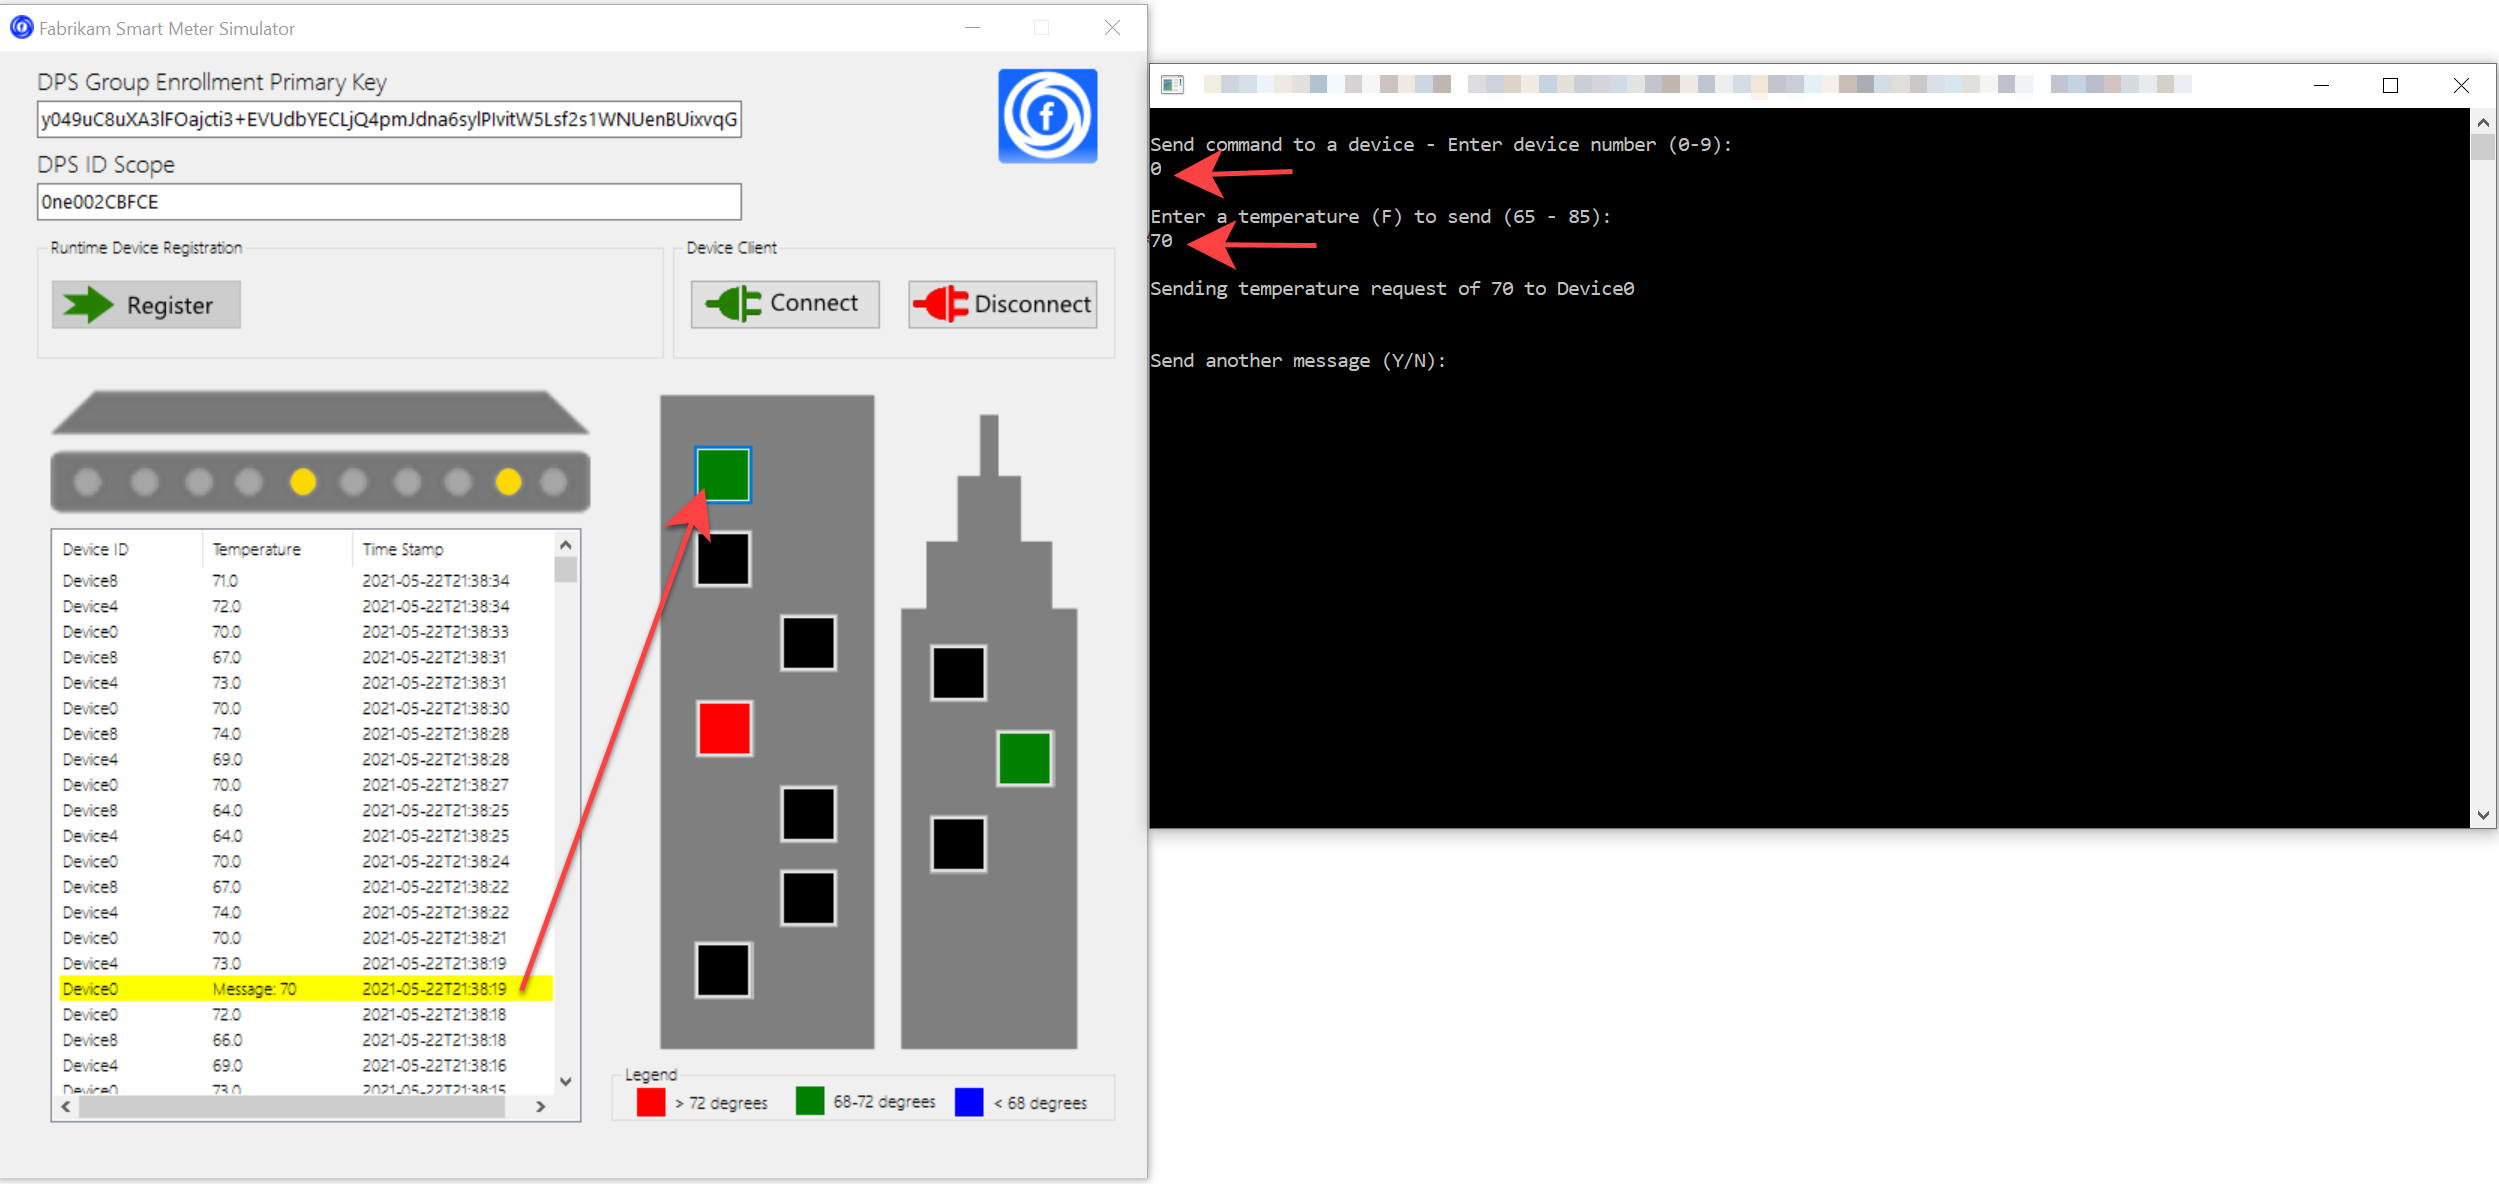 Fabrikam Smart Meter Simulator
DPS Group Enrollment Primary Key
y049uC8uXA3lFOajcti3+EVUdbYECLjQ4pmJdna6sylPIvitW5Lsf2s1WNUenBUixvqG
DPS ID Scope
0ne002CBFCE
Runtime Device Registration
Register
Device Client
Connect
Disconnect
Device ID Temperature Time Stamp
Device8 71.0 2021-05-22T21:38:34
Device4 72.0 2021-05-22T21:38:34
Device0 70.0 2021-05-22T21:38:33
Device8 67.0 2021-05-22T21:38:31
Device4 73.0 2021-05-22T21:38:31
Device0 70.0 2021-05-22T21:38:30
Device8 74.0 2021-05-22T21:38:28
Device4 69.0 2021-05-22T21:38:28
Device0 70.0 2021-05-22T21:38:27
Device8 64.0 2021-05-22T21:38:25
Device4 64.0 2021-05-22T21:38:25
Device0 70.0 2021-05-22T21:38:24
Device8 67.0 2021-05-22T21:38:22
Device4 74.0 2021-05-22T21:38:22
Device0 70.0 2021-05-22T21:38:21
Device4 73.0 2021-05-22T21:38:19
Device0 Message: 70 2021-05-22T21:38:19
Device0 72.0 2021-05-22T21:38:18
Device8 66.0 2021-05-22T21:38:18
Device4 69.0 2021-05-22T21:38:16
Device0 73.0 2021-05-22T21:38:15
Legend
> 72 degrees
68-72 degrees
< 68 degrees
Send command to a device - Enter device number (0-9):
0
Enter a temperature (F) to send (65 - 85):
70
Sending temperature request of 70 to Device0
Send another message (Y/N):